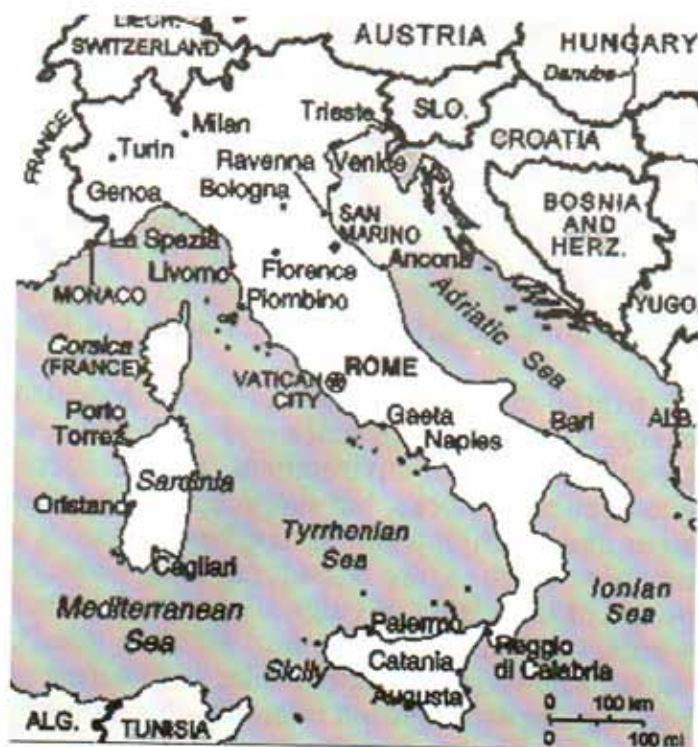 LIECH.
SWITZERLAND
AUSTRIA
HUNGARY
Danube
FRANCE
Milan
Turin
Genoa
Trieste
SLO.
CROATIA
Ravenna
Venice
Bologna
SAN
MARINO
BOSNIA
AND
HERZ.
La Spezia
Livorno
Florence
Ancona
MONACO
Piombino
Adriatic Sea
YUGO.
Corsica
(FRANCE)
VATICAN
CITY
ROME
Porto
Torres
Gaeta
Naples
Bari
ALB.
Sardinia
Oristano
Tyrrhenian
Sea
Cagliari
Mediterranean
Sea
Ionian
Sea
Palermo
Sicily
Catania
Reggio
di Calabria
Augusta
ALG.
TUNISIA
0 100 km
0 100 mi